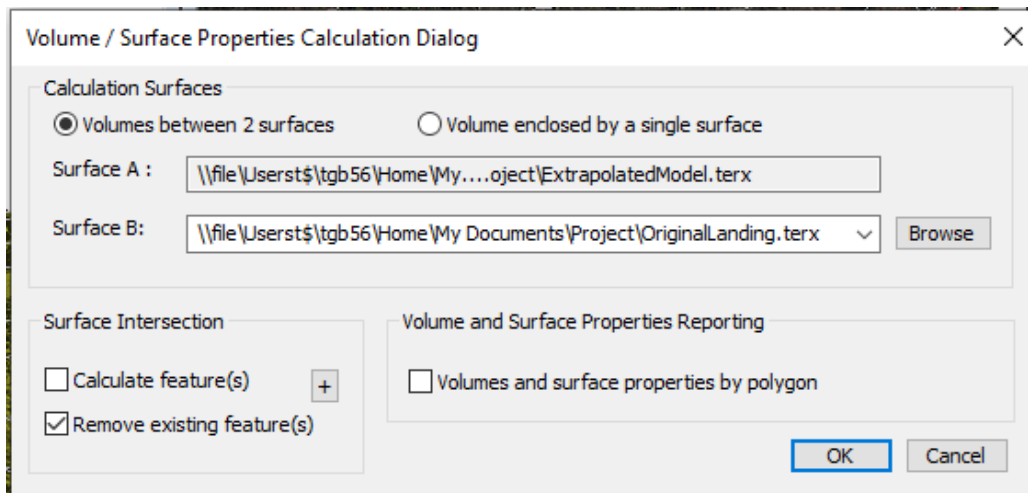 Volume / Surface Properties Calculation Dialog
Calculation Surfaces
Volumes between 2 surfaces
Volume enclosed by a single surface
Surface A :
\\file\Userst$\tgb56\Home\My....oject\ExtrapolatedModel.terx
Surface B:
\\file\Userst$\tgb56\Home\My Documents\Project\OriginalLanding.terx
Browse
Surface Intersection
Calculate feature(s)
+
Remove existing feature(s)
Volume and Surface Properties Reporting
Volumes and surface properties by polygon
OK
Cancel